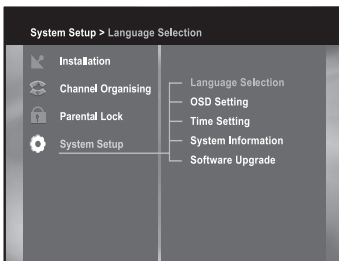 System Setup > Language Selection
Installation
Channel Organising
Parental Lock
System Setup
Language Selection
OSD Setting
Time Setting
System Information
Software Upgrade